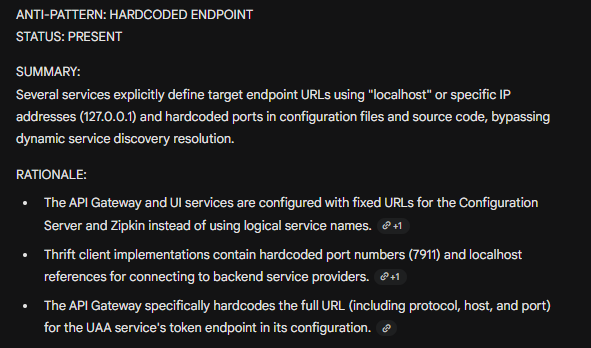 ANTI-PATTERN: HARDCODED ENDPOINT
STATUS: PRESENT
SUMMARY:
Several services explicitly define target endpoint URLs using "localhost" or specific IP
addresses (127.0.0.1) and hardcoded ports in configuration files and source code, bypassing
dynamic service discovery resolution.
RATIONALE:
• The API Gateway and UI services are configured with fixed URLs for the Configuration
Server and Zipkin instead of using logical service names. +1
• Thrift client implementations contain hardcoded port numbers (7911) and localhost
references for connecting to backend service providers. +1
• The API Gateway specifically hardcodes the full URL (including protocol, host, and port)
for the UAA service's token endpoint in its configuration.